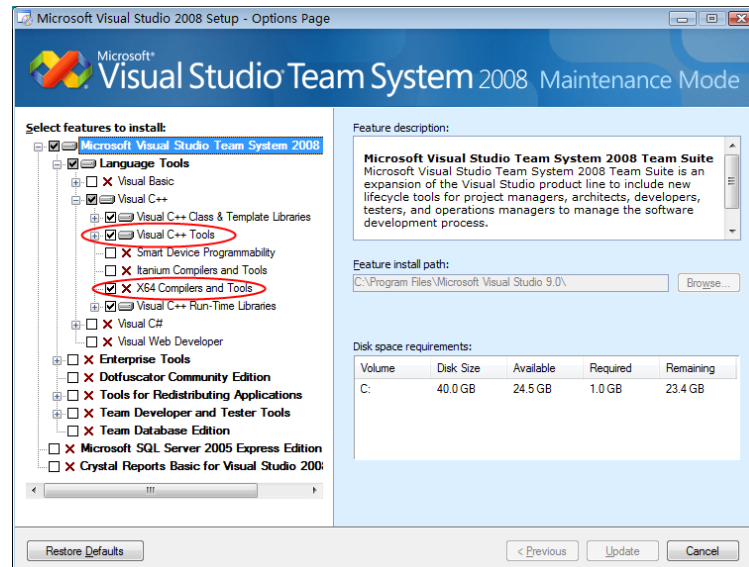 Microsoft Visual Studio 2008 Setup - Options Page
Microsoft®
Visual Studio Team System 2008 Maintenance Mode
Select features to install:
Microsoft Visual Studio Team System 2008
Language Tools
Visual Basic
Visual C++
Visual C++ Class & Template Libraries
Visual C++ Tools
Smart Device Programmability
Itanium Compilers and Tools
X64 Compilers and Tools
Visual C++ Run-Time Libraries
Visual C#
Visual Web Developer
Enterprise Tools
Dotfuscator Community Edition
Tools for Redistributing Applications
Team Developer and Tester Tools
Team Database Edition
Microsoft SQL Server 2005 Express Edition
Crystal Reports Basic for Visual Studio 200
Feature description:
Microsoft Visual Studio Team System 2008 Team Suite
Microsoft Visual Studio Team System 2008 Team Suite is an
expansion of the Visual Studio product line to include new
lifecycle tools for project managers, architects, developers,
testers, and operations managers to manage the software
development process.
Feature install path:
C:\Program Files\Microsoft Visual Studio 9.0\
Browse...
Disk space requirements:
Volume Disk Size Available Required Remaining
C: 40.0 GB 24.5 GB 1.0 GB 23.4 GB
Restore Defaults
< Previous
Update
Cancel